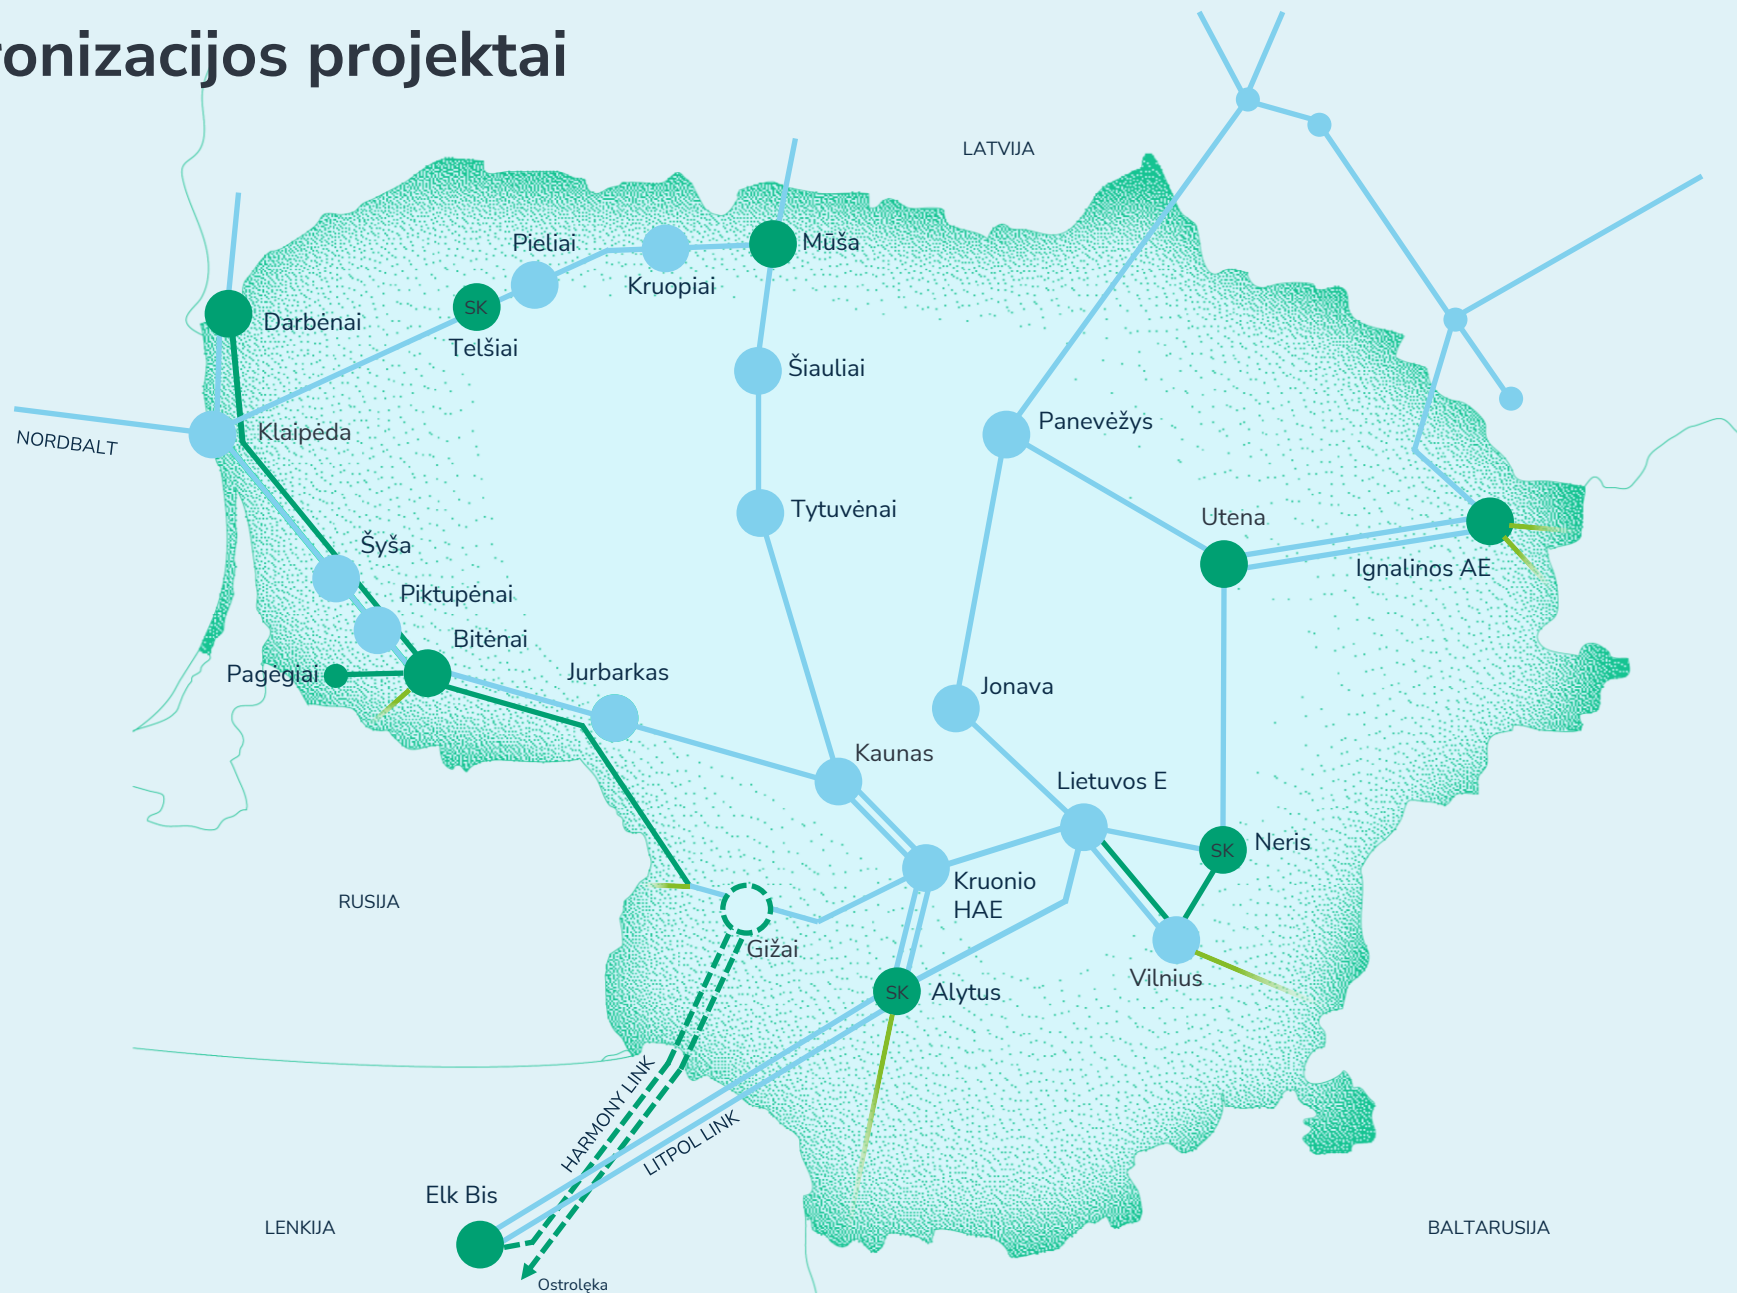 ronizacijos projektai
LATVIJA
Pieliai
Mūša
Kruopiai
SK
Darbėnai
Telšiai
Šiauliai
Panevėžys
Klaipėda
NORDBALT
Tytuvėnai
Utena
Šyša
Ignalinos AE
Piktupėnai
Bitėnai
Pagėgiai
Jurbarkas
Jonava
Kaunas
Lietuvos E
SK
Neris
Kruonio
HAE
RUSIJA
Gižai
Vilnius
SK
Alytus
HARMONY LINK
LITPOL LINK
Elk Bis
LENKIJA
BALTARUSIJA
Ostrolęka